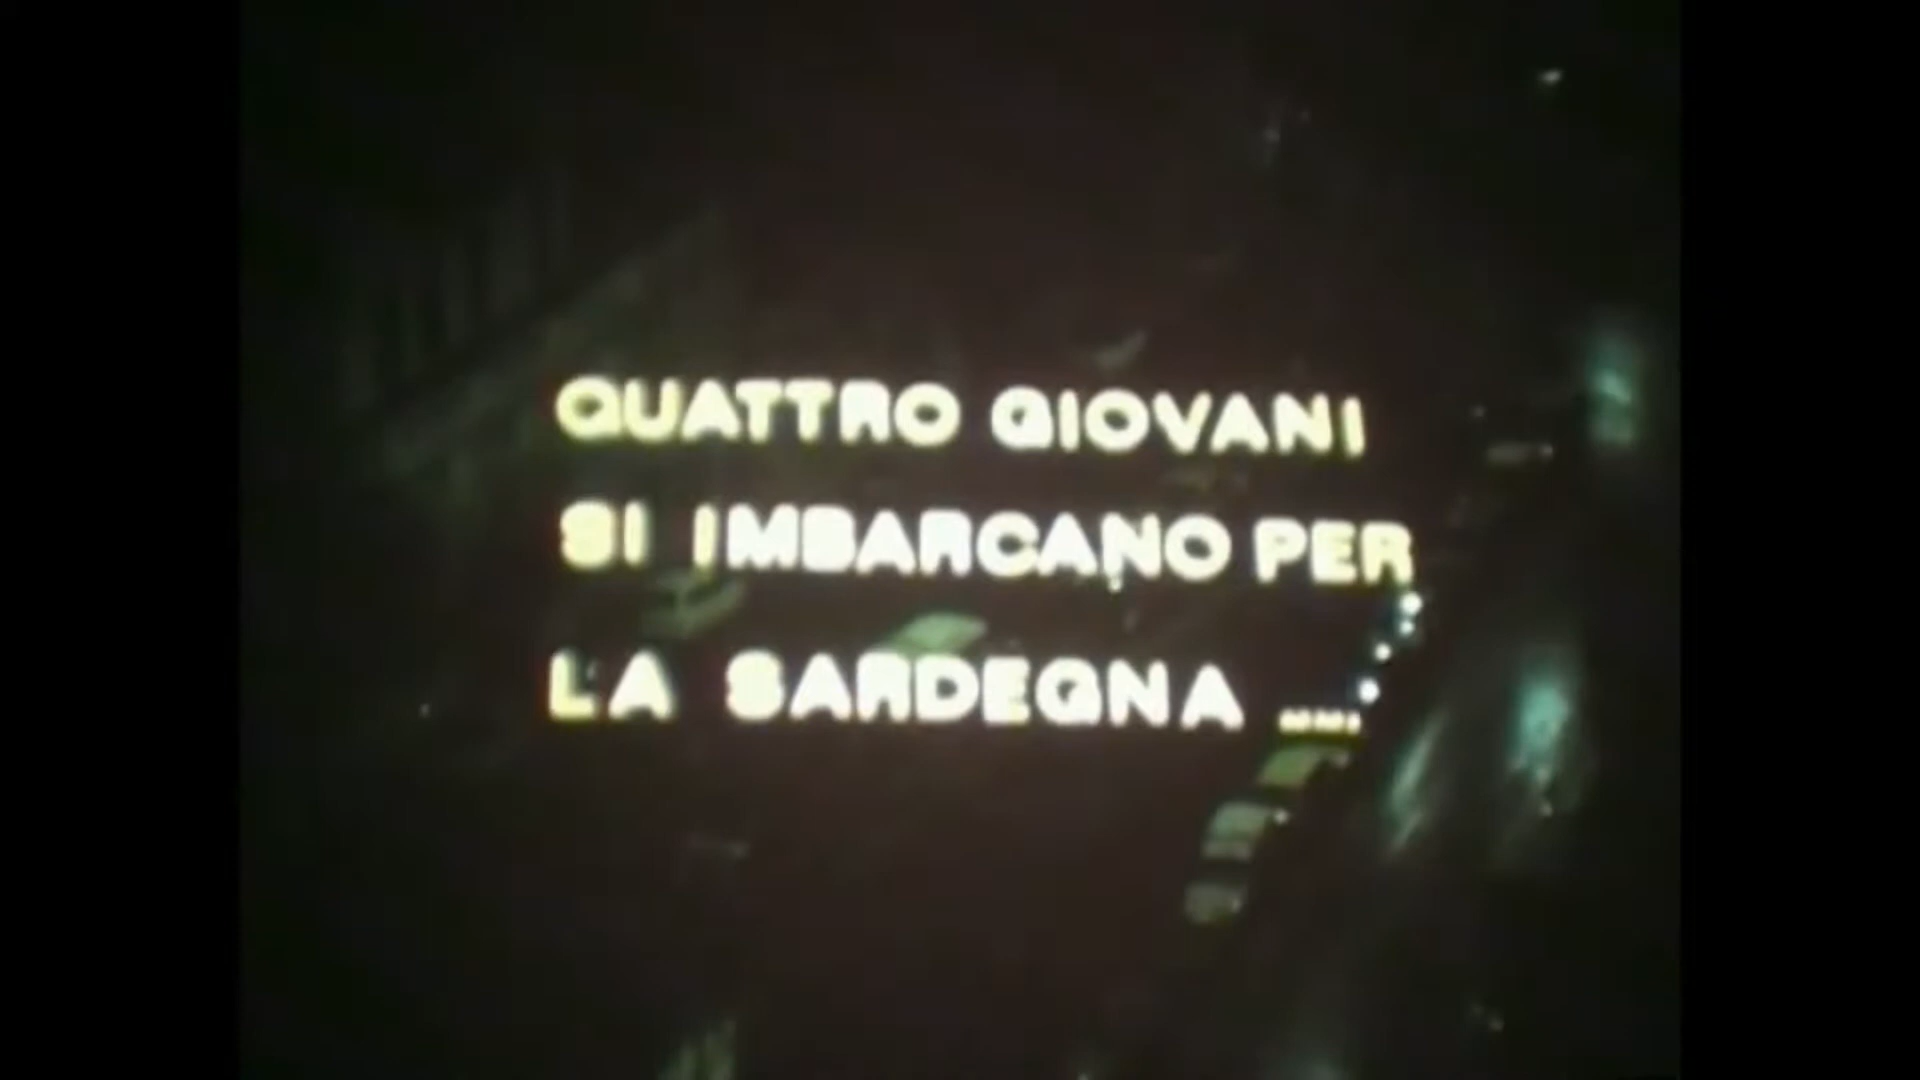 QUATTRO GIOVANI
SI IMBARCANO PER
LA SARDEGNA ....